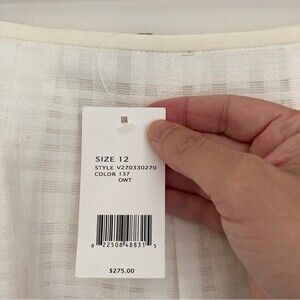 SIZE 12
STYLE V270330270
COLOR 137
OWT
8 22508 48831 5
$275.00